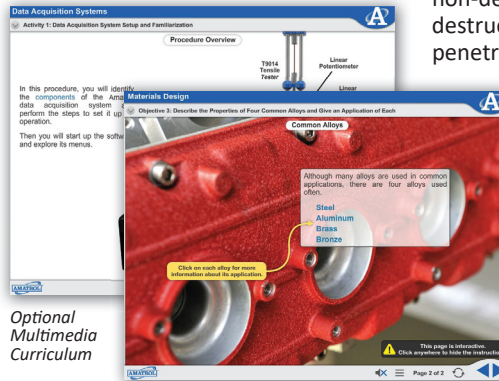 Data Acquisition Systems
Activity 1: Data Acquisition System Setup and Familiarization
Procedure Overview
T9014
Tensile
Tester
Linear
Potentiometer
Linear
In this procedure, you will identify
the components of the
data acquisition system
perform the steps to set it up
operation.
Then you will start up the
and explore its menus.
AMATROL
non-de
destruc
penetr
Materials Design
Objective 3: Describe the Properties of Four Common Alloys and Give an Application of Each
Common Alloys
Although many alloys are used in common
applications, there are four alloys used
often.
Steel
Aluminum
Brass
Bronze
Click on each alloy for more
information about its application.
This page is interactive.
Click anywhere to hide the
AMATROL
Page 2 of 2
Optional
Multimedia
Curriculum